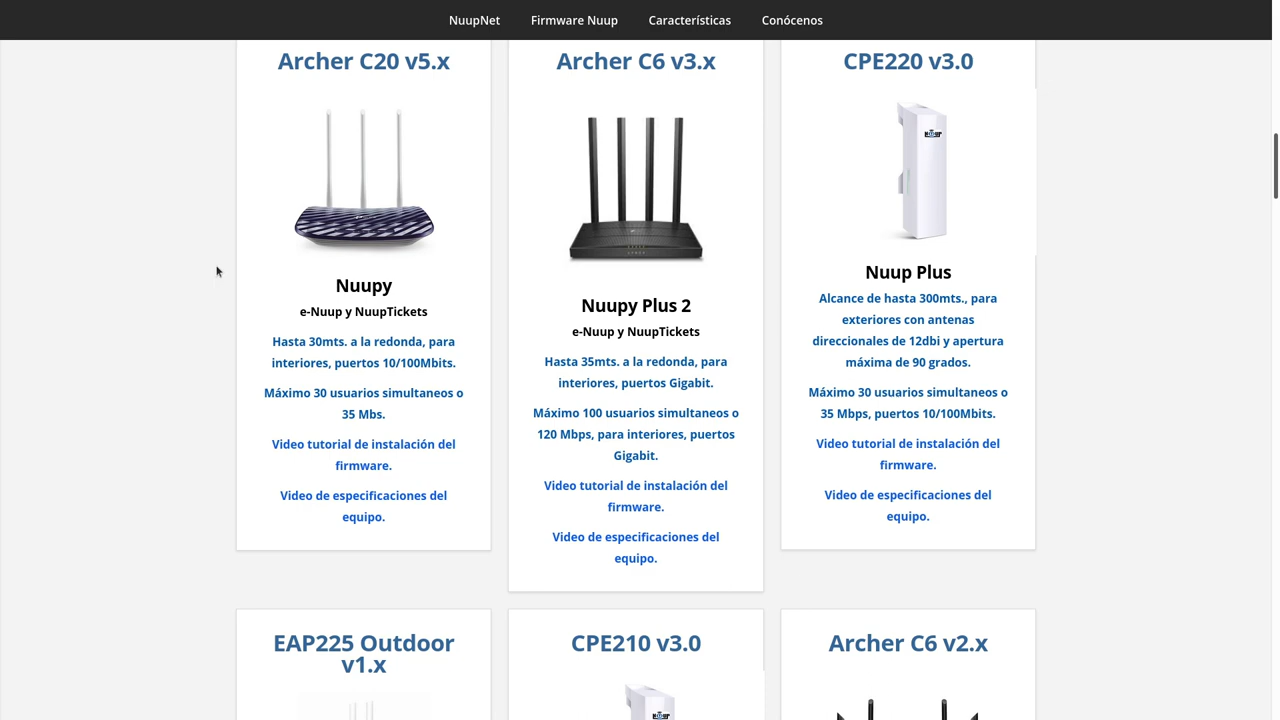 NuupNet
Firmware Nuup
Características
Conócenos
Archer C20 v5.x
Nuupy
e-Nuup y NuupTickets
Hasta 30mts. a la redonda, para
interiores, puertos 10/100Mbits.
Máximo 30 usuarios simultaneos o
35 Mbs.
Video tutorial de instalación del
firmware.
Video de especificaciones del
equipo.
Archer C6 v3.x
Nuupy Plus 2
e-Nuup y NuupTickets
Hasta 35mts. a la redonda, para
interiores, puertos Gigabit.
Máximo 100 usuarios simultaneos o
120 Mbps, para interiores, puertos
Gigabit.
Video tutorial de instalación del
firmware.
Video de especificaciones del
equipo.
CPE220 v3.0
Nuup Plus
Alcance de hasta 300mts., para
exteriores con antenas
direccionales de 12dbi y apertura
máxima de 90 grados.
Máximo 30 usuarios simultaneos o
35 Mbps, puertos 10/100Mbits.
Video tutorial de instalación del
firmware.
Video de especificaciones del
equipo.
EAP225 Outdoor
v1.x
CPE210 v3.0
Archer C6 v2.x